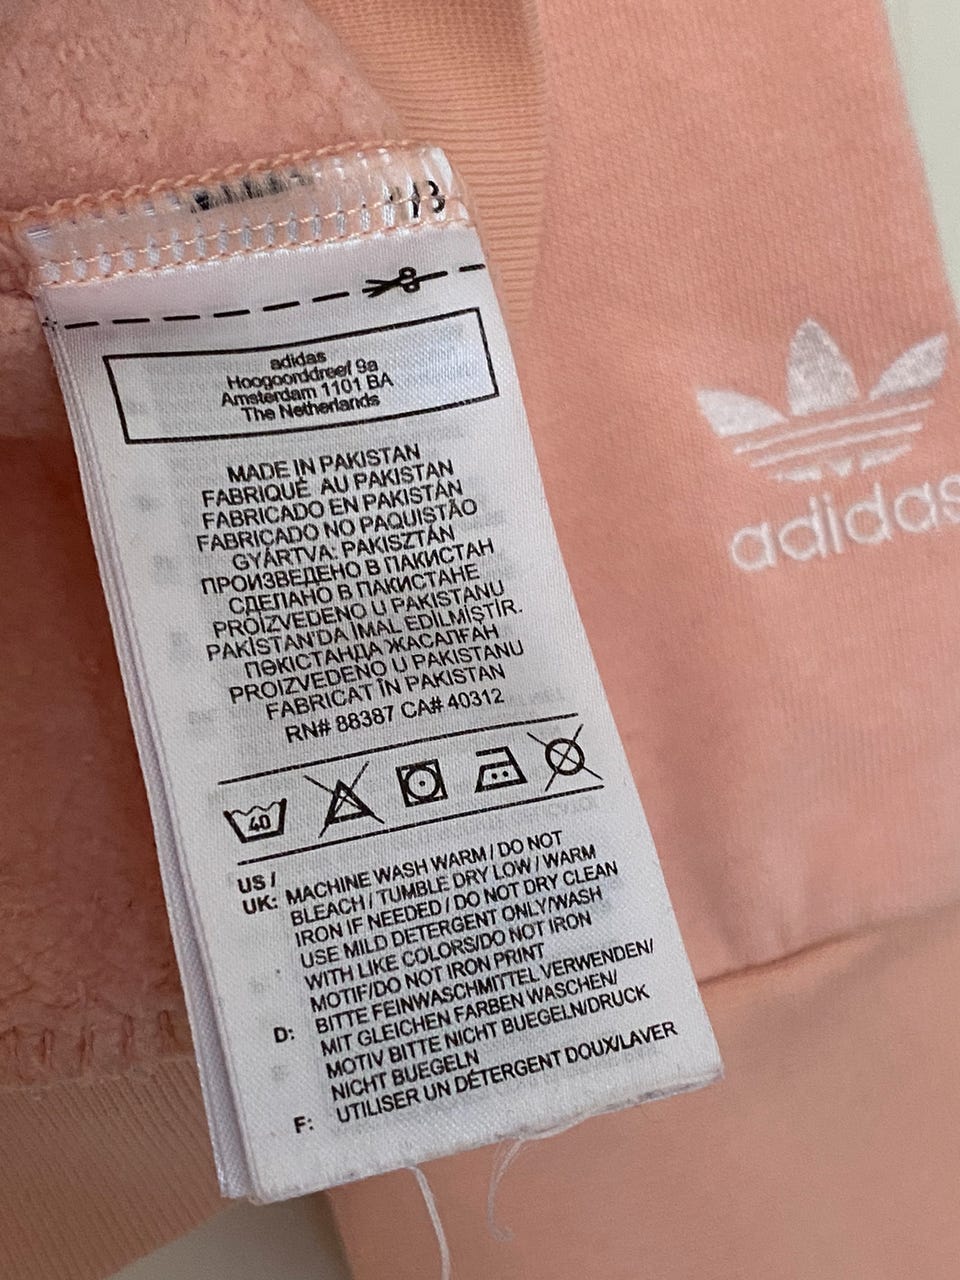 adidas
Hoogoorddreef 9a
Amsterdam 1101 BA
The Netherlands
MADE IN PAKISTAN
FABRIQUÉ AU PAKISTAN
FABRICADO EN PAKISTÁN
FABRICADO NO PAQUISTÃO
GYÁRTVA: PAKISZTÁN
ПРОИЗВЕДЕНО В ПАКИСТАН
СДЕЛАНО В ПАКИСТАНЕ
PROIZVEDENO U PAKISTANU
PAKİSTAN'DA İMAL EDİLMİŞTİR.
ПӘКІСТАНДА ЖАСАЛҒАН
PROIZVEDENO U PAKISTANU
FABRICAT ÎN PAKISTAN
RN# 88387 CA# 40312
40
US /
UK: MACHINE WASH WARM / DO NOT
BLEACH / TUMBLE DRY LOW / WARM
IRON IF NEEDED / DO NOT DRY CLEAN
USE MILD DETERGENT ONLY/WASH
WITH LIKE COLORS/DO NOT IRON
MOTIF/DO NOT IRON PRINT
D: BITTE FEINWASCHMITTEL VERWENDEN/
MIT GLEICHEN FARBEN WASCHEN/
MOTIV BITTE NICHT BUEGELN/DRUCK
NICHT BUEGELN
F: UTILISER UN DÉTERGENT DOUX/LAVER
adidas